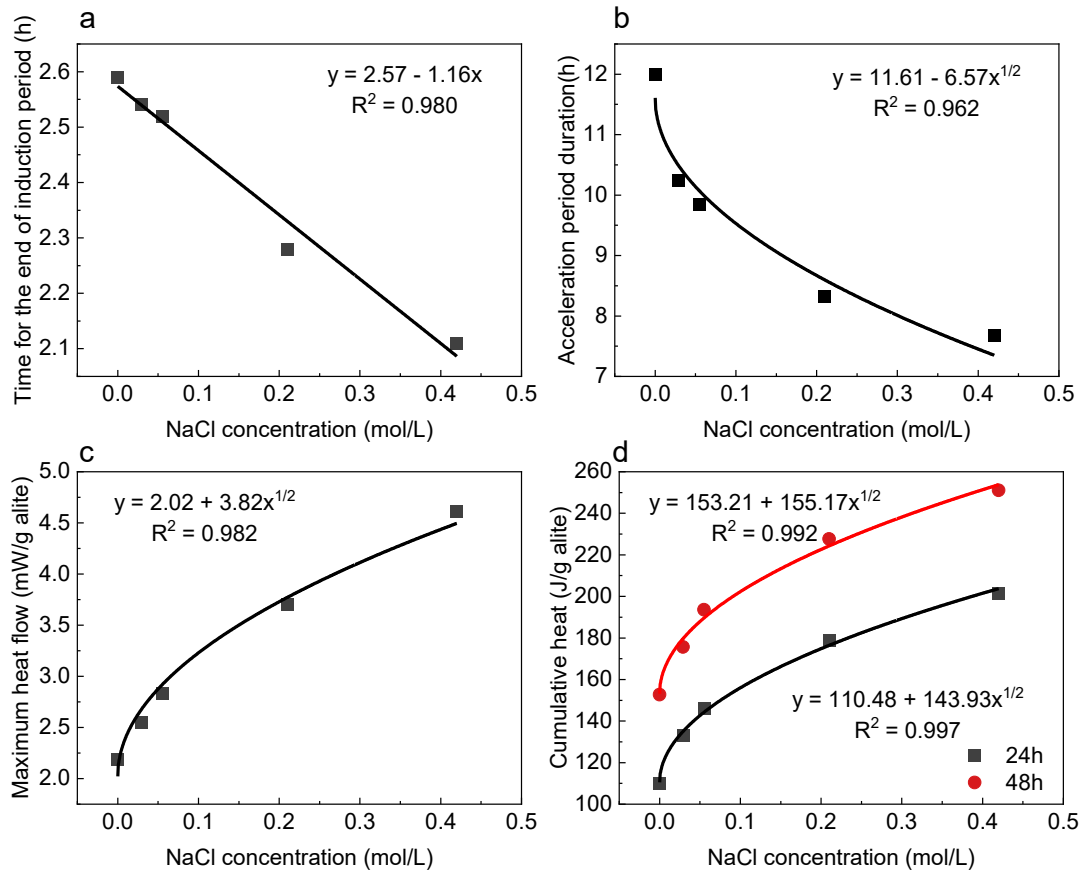 a
Time for the end of induction period (h)
2.6
2.5
2.4
2.3
2.2
2.1
y = 2.57 - 1.16x
R² = 0.980
0.0 0.1 0.2 0.3 0.4 0.5
NaCl concentration (mol/L)
b
Acceleration period duration(h)
12
11
10
9
8
7
y = 11.61 - 6.57x^1/2
R² = 0.962
0.0 0.1 0.2 0.3 0.4 0.5
NaCl concentration (mol/L)
c
Maximum heat flow (mW/g alite)
5.0
4.5
4.0
3.5
3.0
2.5
2.0
y = 2.02 + 3.82x^1/2
R² = 0.982
0.0 0.1 0.2 0.3 0.4 0.5
NaCl concentration (mol/L)
d
Cumulative heat (J/g alite)
260
240
220
200
180
160
140
120
100
y = 153.21 + 155.17x^1/2
R² = 0.992
y = 110.48 + 143.93x^1/2
R² = 0.997
24h
48h
0.0 0.1 0.2 0.3 0.4 0.5
NaCl concentration (mol/L)